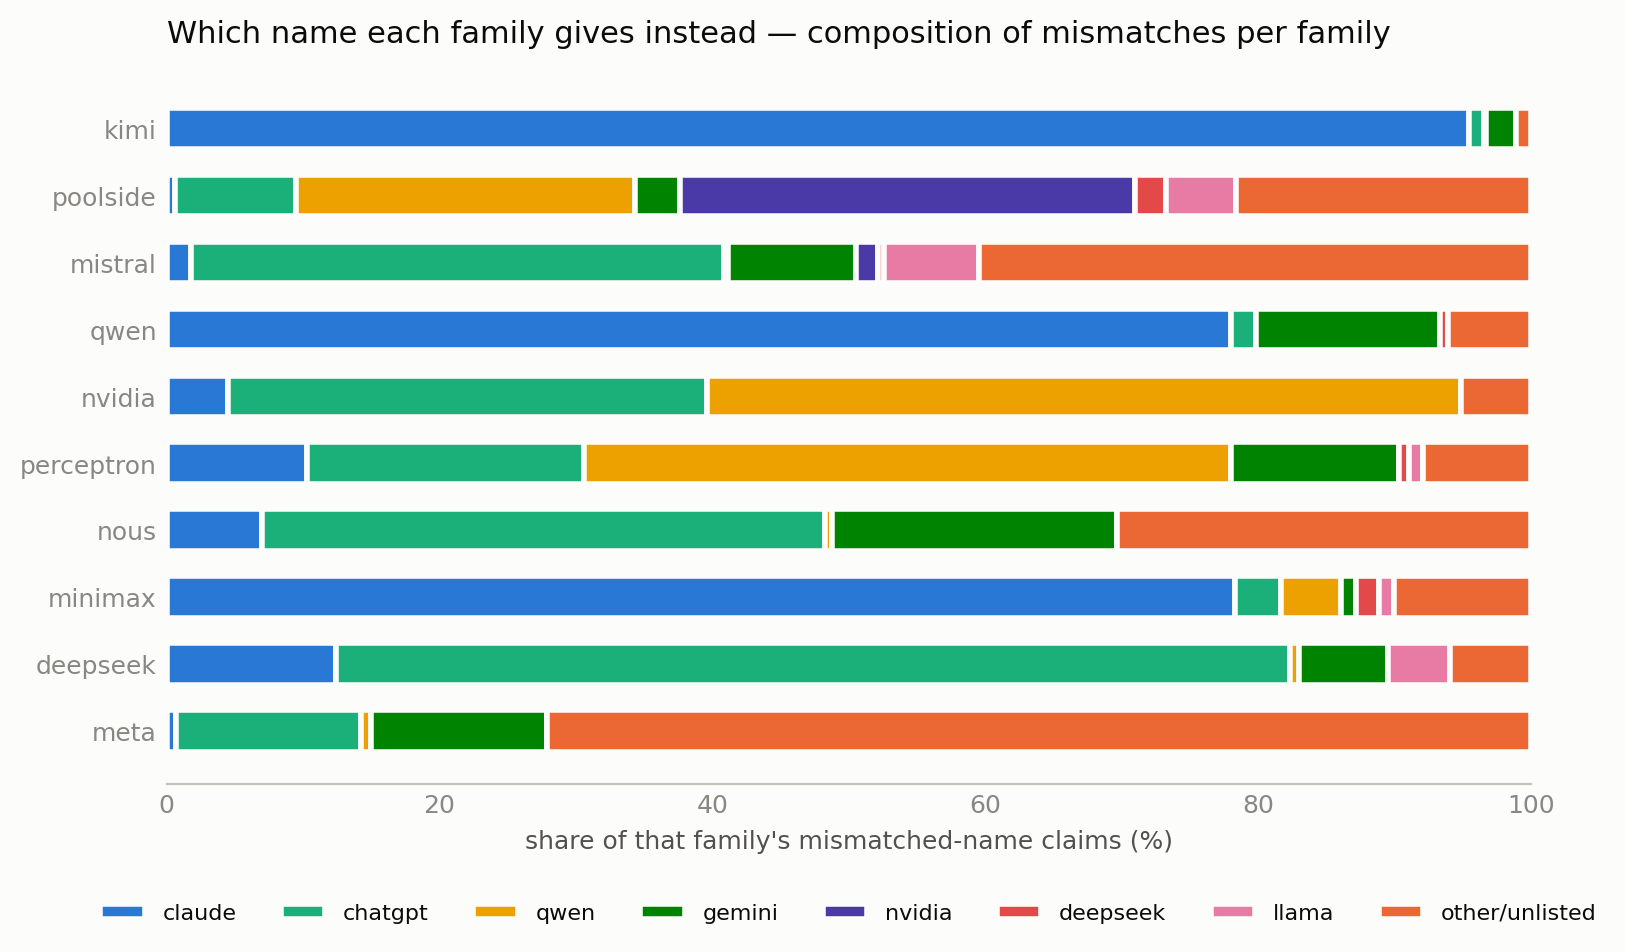 Which name each family gives instead — composition of mismatches per family
kimi
poolside
mistral
qwen
nvidia
perceptron
nous
minimax
deepseek
meta
0 20 40 60 80 100
share of that family's mismatched-name claims (%)
claude chatgpt qwen gemini nvidia deepseek llama other/unlisted